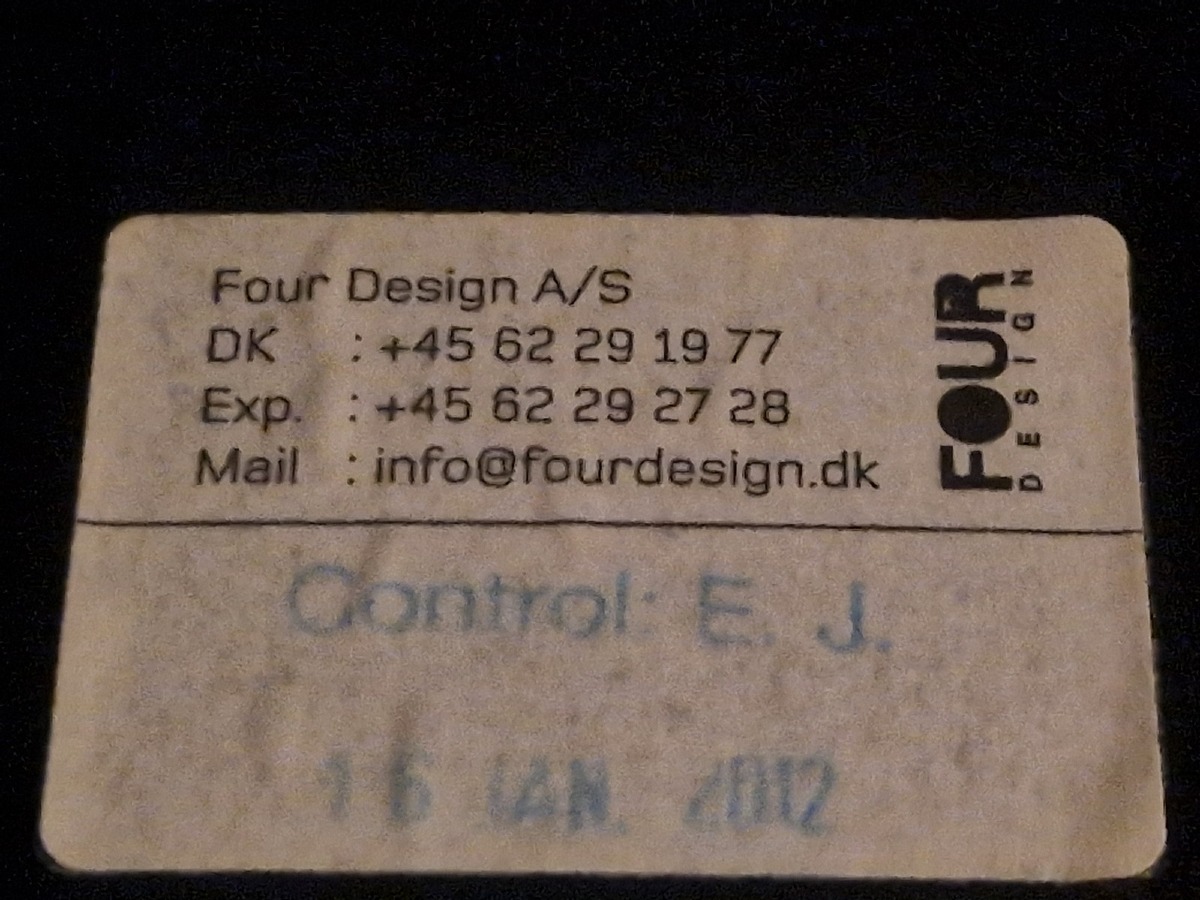 Four Design A/S
DK : +45 62 29 19 77
Exp. : +45 62 29 27 28
Mail : info@fourdesign.dk
FOUR
DESIGN
Control: E. J.
16 JAN. 2012